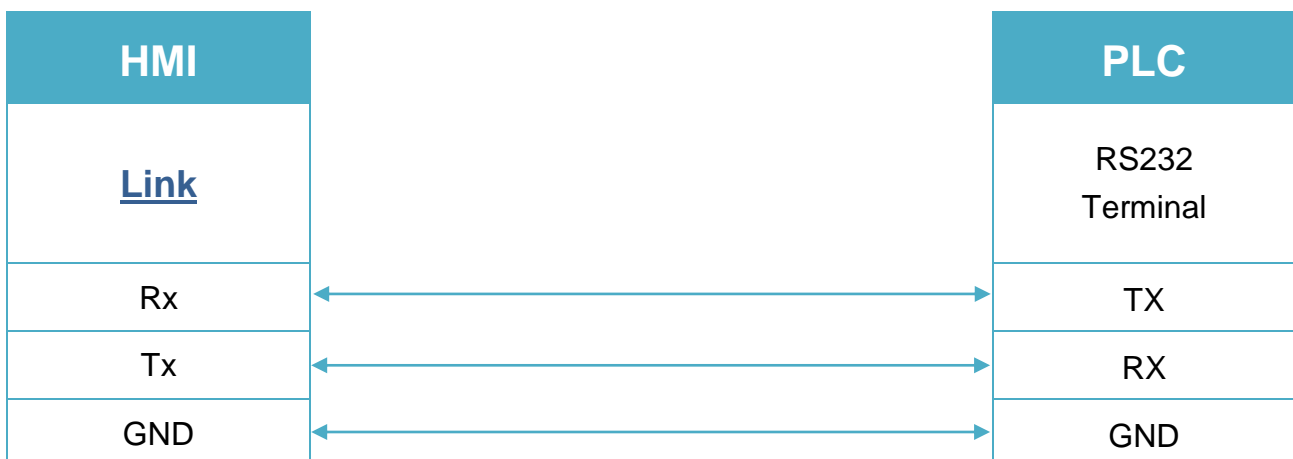 HMI
PLC
Link
RS232
Terminal
Rx
TX
Tx
RX
GND
GND